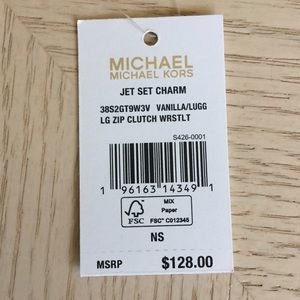 MICHAEL
MICHAEL KORS
JET SET CHARM
38S2GT9W3V VANILLA/LUGG
LG ZIP CLUTCH WRSTLT
S426-0001
1 96163 14349 1
FSC
MIX
Paper
FSC® C012345
NS
MSRP $128.00